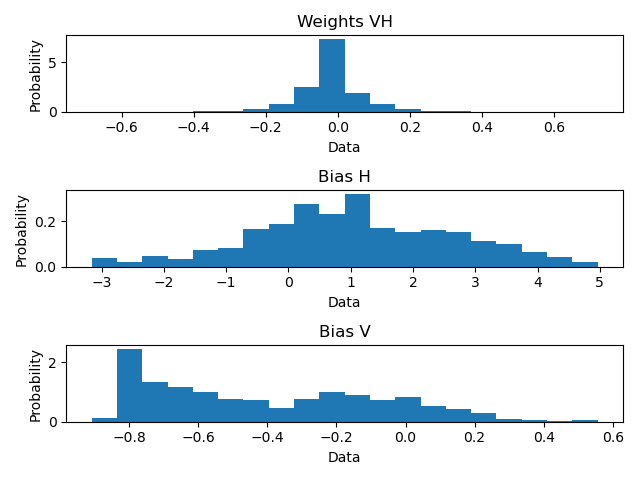 Weights VH
Probability
5
0
−0.6 −0.4 −0.2 0.0 0.2 0.4 0.6
Data
Bias H
Probability
0.2
0.0
−3 −2 −1 0 1 2 3 4 5
Data
Bias V
Probability
2
0
−0.8 −0.6 −0.4 −0.2 0.0 0.2 0.4 0.6
Data